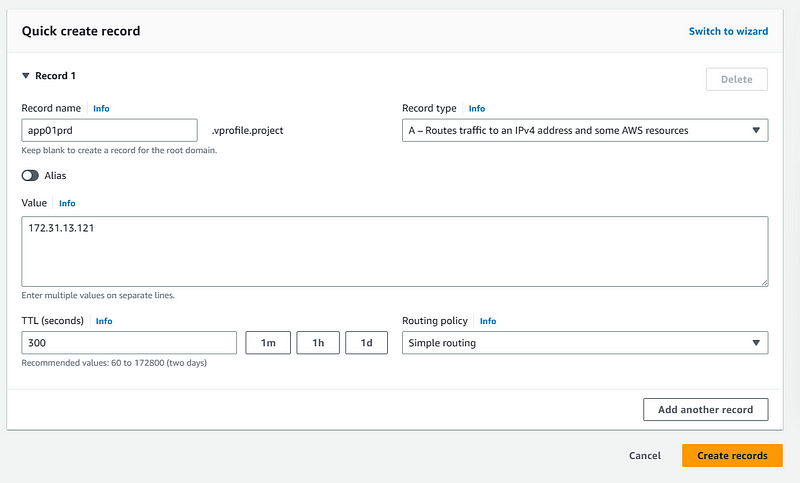 Quick create record
Switch to wizard
Record 1
Delete
Record name Info
Record type Info
app01prd .vprofile.project
A – Routes traffic to an IPv4 address and some AWS resources
Keep blank to create a record for the root domain.
Alias
Value Info
172.31.13.121
Enter multiple values on separate lines.
TTL (seconds) Info
Routing policy Info
300 1m 1h 1d
Simple routing
Recommended values: 60 to 172800 (two days)
Add another record
Cancel
Create records